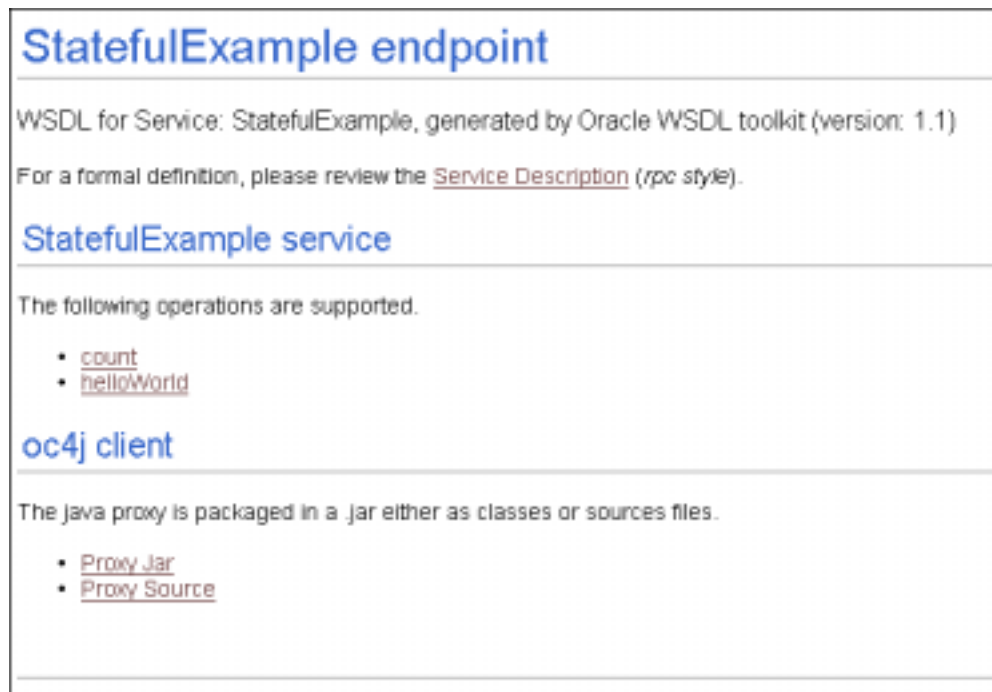 StatefulExample endpoint
WSDL for Service: StatefulExample, generated by Oracle WSDL toolkit (version: 1.1)
For a formal definition, please review the Service Description (rpc style).
StatefulExample service
The following operations are supported.
• count
• helloWorld
oc4j client
The java proxy is packaged in a .jar either as classes or sources files.
• Proxy Jar
• Proxy Source